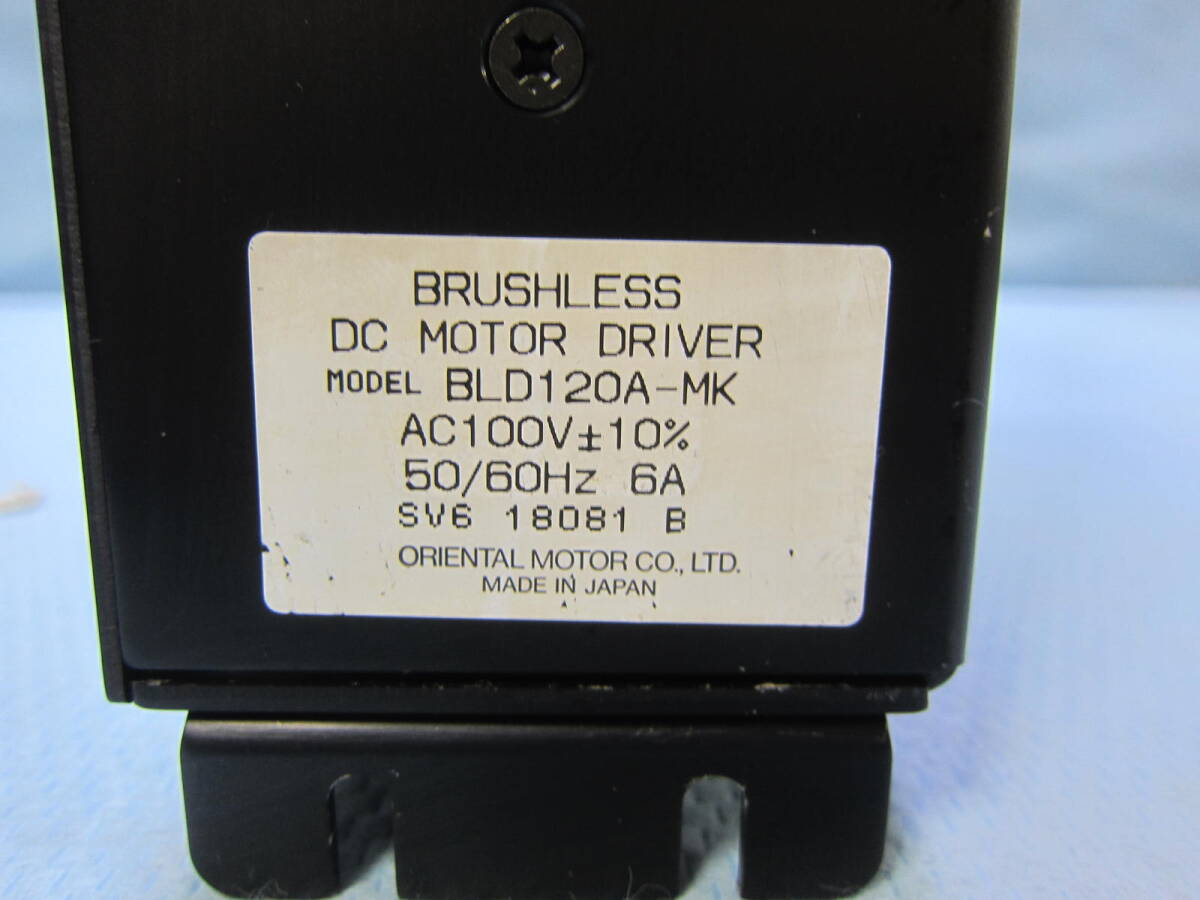 BRUSHLESS
DC MOTOR DRIVER
MODEL BLD120A-MK
AC100V±10%
50/60Hz 6A
SV6 18081 B
ORIENTAL MOTOR CO., LTD.
MADE IN JAPAN